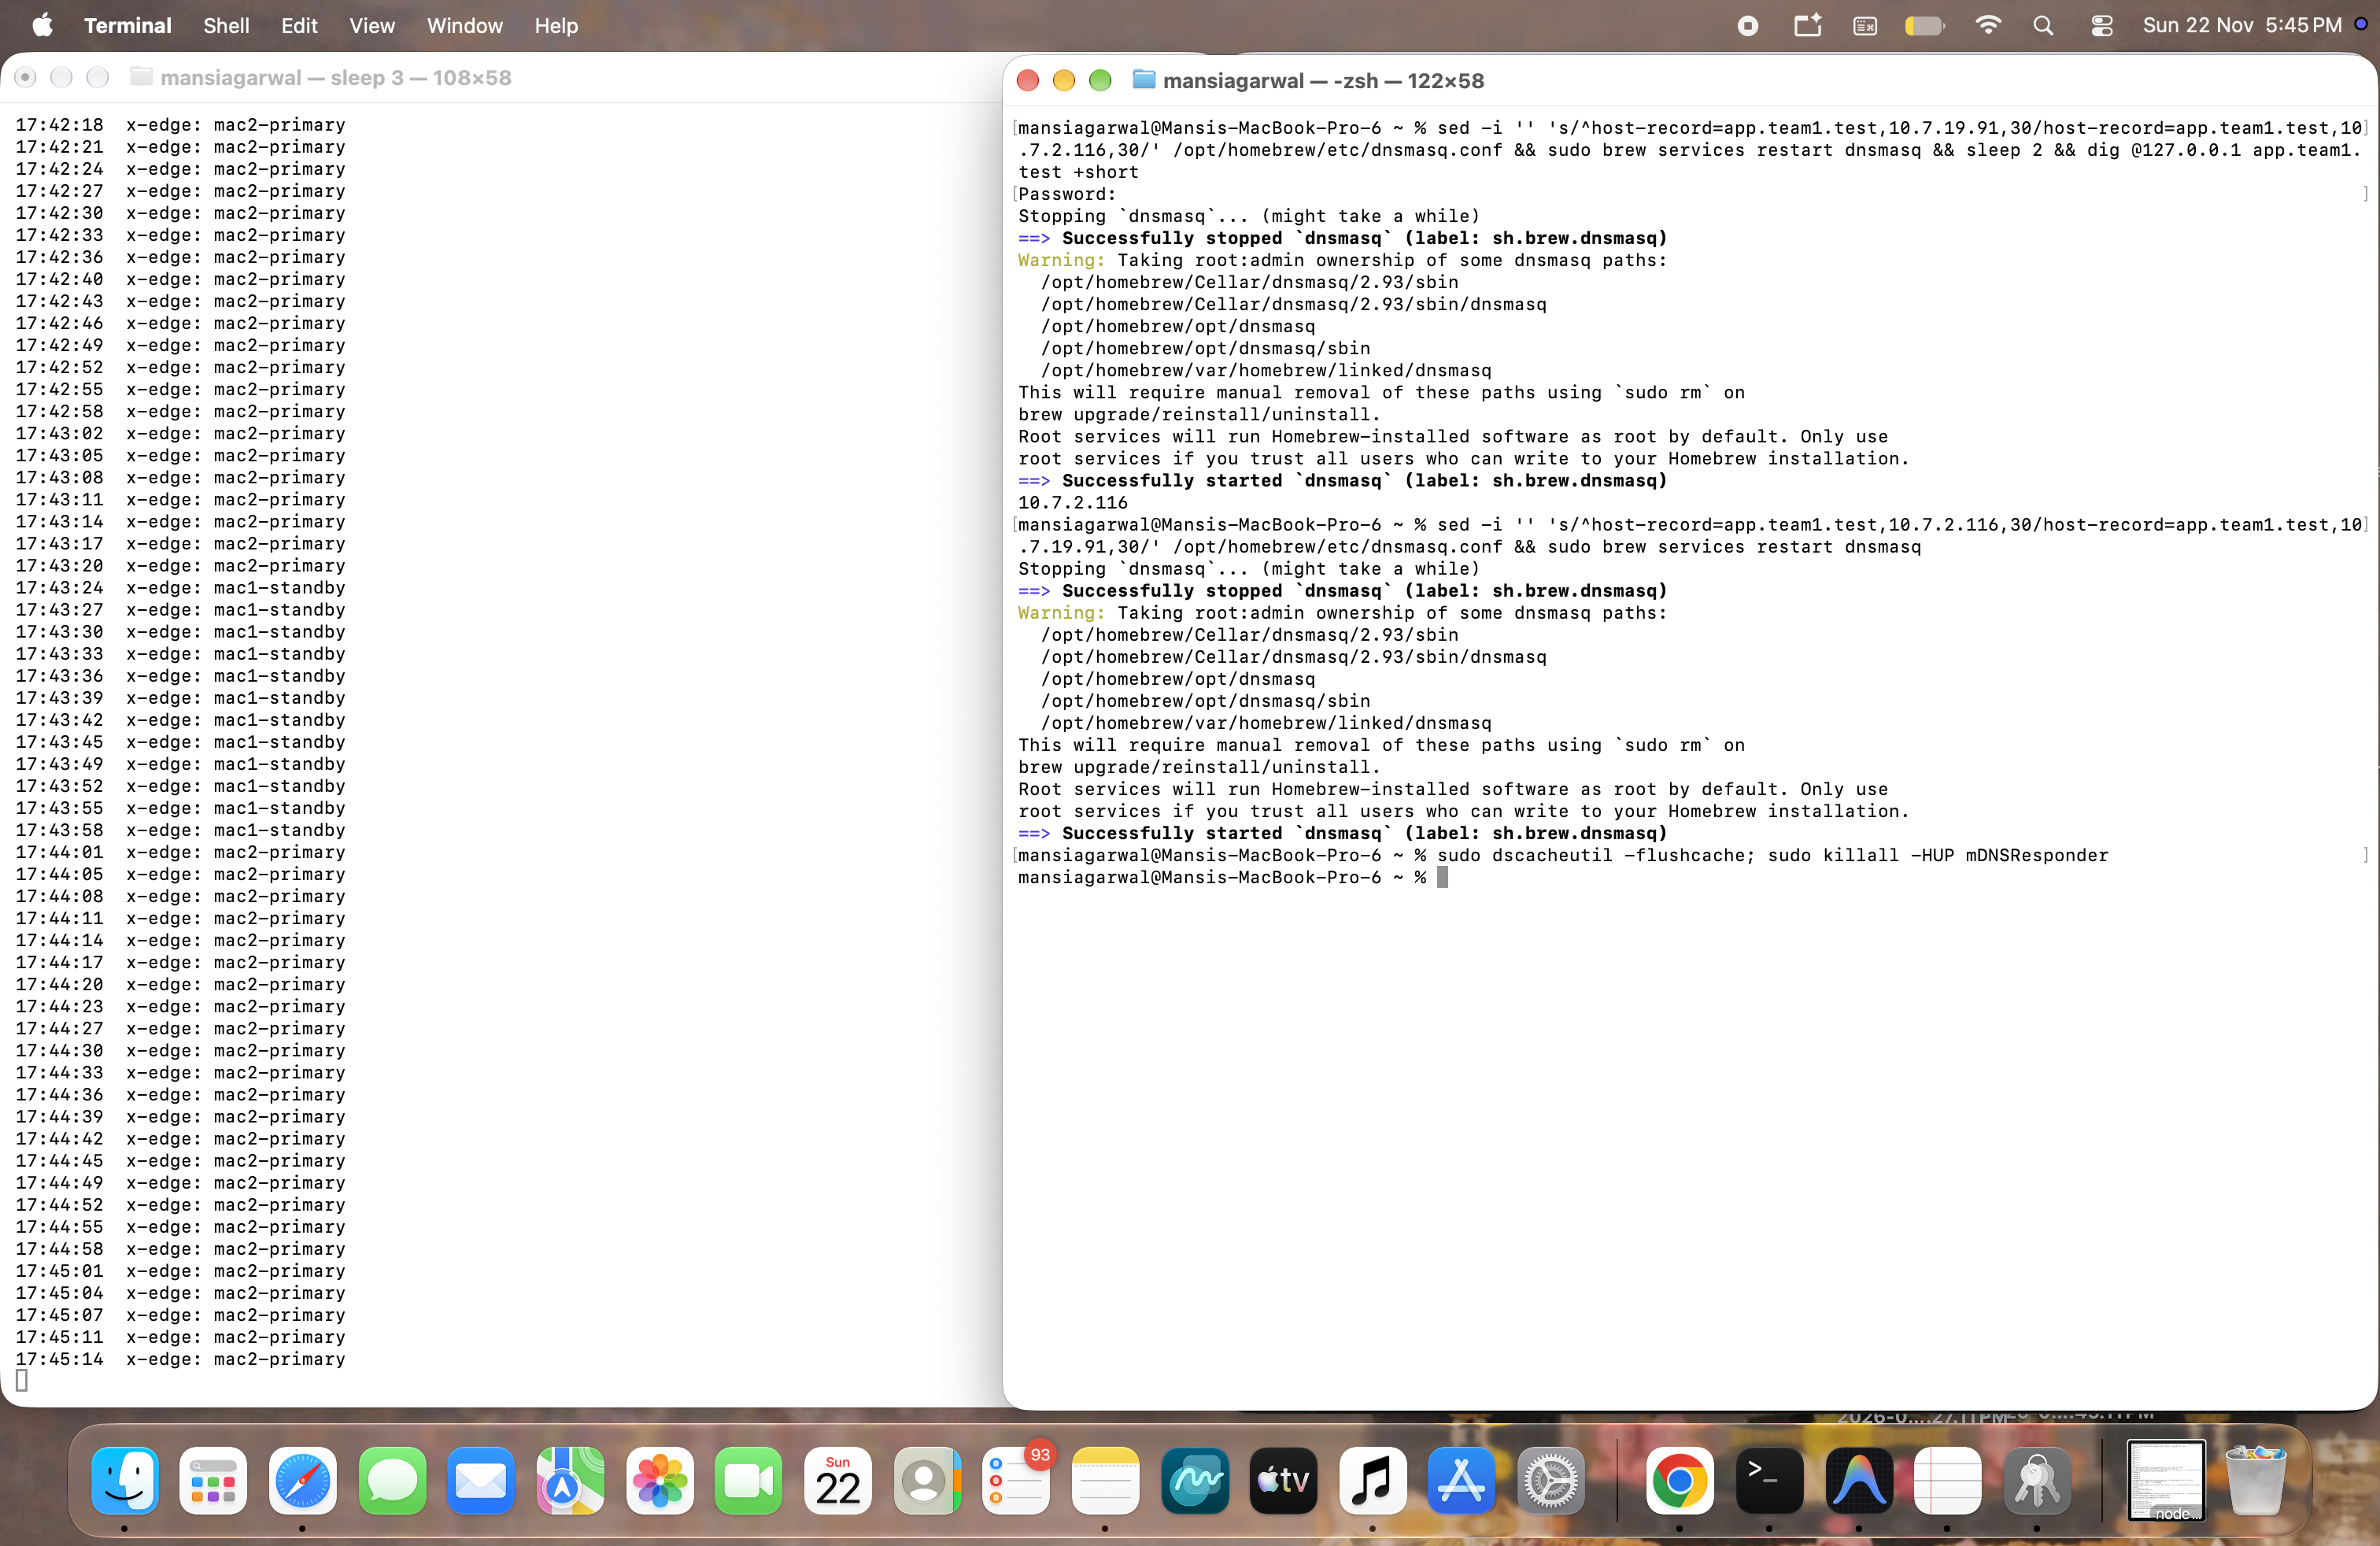 Terminal Shell Edit View Window Help Sun 22 Nov 5:45 PM
mansiagarwal — sleep 3 — 108×58
17:42:18  x-edge: mac2-primary
17:42:21  x-edge: mac2-primary
17:42:24  x-edge: mac2-primary
17:42:27  x-edge: mac2-primary
17:42:30  x-edge: mac2-primary
17:42:33  x-edge: mac2-primary
17:42:36  x-edge: mac2-primary
17:42:40  x-edge: mac2-primary
17:42:43  x-edge: mac2-primary
17:42:46  x-edge: mac2-primary
17:42:49  x-edge: mac2-primary
17:42:52  x-edge: mac2-primary
17:42:55  x-edge: mac2-primary
17:42:58  x-edge: mac2-primary
17:43:02  x-edge: mac2-primary
17:43:05  x-edge: mac2-primary
17:43:08  x-edge: mac2-primary
17:43:11  x-edge: mac2-primary
17:43:14  x-edge: mac2-primary
17:43:17  x-edge: mac2-primary
17:43:20  x-edge: mac2-primary
17:43:24  x-edge: mac1-standby
17:43:27  x-edge: mac1-standby
17:43:30  x-edge: mac1-standby
17:43:33  x-edge: mac1-standby
17:43:36  x-edge: mac1-standby
17:43:39  x-edge: mac1-standby
17:43:42  x-edge: mac1-standby
17:43:45  x-edge: mac1-standby
17:43:49  x-edge: mac1-standby
17:43:52  x-edge: mac1-standby
17:43:55  x-edge: mac1-standby
17:43:58  x-edge: mac1-standby
17:44:01  x-edge: mac2-primary
17:44:05  x-edge: mac2-primary
17:44:08  x-edge: mac2-primary
17:44:11  x-edge: mac2-primary
17:44:14  x-edge: mac2-primary
17:44:17  x-edge: mac2-primary
17:44:20  x-edge: mac2-primary
17:44:23  x-edge: mac2-primary
17:44:27  x-edge: mac2-primary
17:44:30  x-edge: mac2-primary
17:44:33  x-edge: mac2-primary
17:44:36  x-edge: mac2-primary
17:44:39  x-edge: mac2-primary
17:44:42  x-edge: mac2-primary
17:44:45  x-edge: mac2-primary
17:44:49  x-edge: mac2-primary
17:44:52  x-edge: mac2-primary
17:44:55  x-edge: mac2-primary
17:44:58  x-edge: mac2-primary
17:45:01  x-edge: mac2-primary
17:45:04  x-edge: mac2-primary
17:45:07  x-edge: mac2-primary
17:45:11  x-edge: mac2-primary
17:45:14  x-edge: mac2-primary
mansiagarwal — -zsh — 122×58
[mansiagarwal@Mansis-MacBook-Pro-6 ~ % sed -i '' 's/^host-record=app.team1.test,10.7.19.91,30/host-record=app.team1.test,10]
.7.2.116,30/' /opt/homebrew/etc/dnsmasq.conf && sudo brew services restart dnsmasq && sleep 2 && dig @127.0.0.1 app.team1.
test +short
[Password: ]
Stopping `dnsmasq`... (might take a while)
==> Successfully stopped `dnsmasq` (label: sh.brew.dnsmasq)
Warning: Taking root:admin ownership of some dnsmasq paths:
  /opt/homebrew/Cellar/dnsmasq/2.93/sbin
  /opt/homebrew/Cellar/dnsmasq/2.93/sbin/dnsmasq
  /opt/homebrew/opt/dnsmasq
  /opt/homebrew/opt/dnsmasq/sbin
  /opt/homebrew/var/homebrew/linked/dnsmasq
This will require manual removal of these paths using `sudo rm` on
brew upgrade/reinstall/uninstall.
Root services will run Homebrew-installed software as root by default. Only use
root services if you trust all users who can write to your Homebrew installation.
==> Successfully started `dnsmasq` (label: sh.brew.dnsmasq)
10.7.2.116
[mansiagarwal@Mansis-MacBook-Pro-6 ~ % sed -i '' 's/^host-record=app.team1.test,10.7.2.116,30/host-record=app.team1.test,10]
.7.19.91,30/' /opt/homebrew/etc/dnsmasq.conf && sudo brew services restart dnsmasq
Stopping `dnsmasq`... (might take a while)
==> Successfully stopped `dnsmasq` (label: sh.brew.dnsmasq)
Warning: Taking root:admin ownership of some dnsmasq paths:
  /opt/homebrew/Cellar/dnsmasq/2.93/sbin
  /opt/homebrew/Cellar/dnsmasq/2.93/sbin/dnsmasq
  /opt/homebrew/opt/dnsmasq
  /opt/homebrew/opt/dnsmasq/sbin
  /opt/homebrew/var/homebrew/linked/dnsmasq
This will require manual removal of these paths using `sudo rm` on
brew upgrade/reinstall/uninstall.
Root services will run Homebrew-installed software as root by default. Only use
root services if you trust all users who can write to your Homebrew installation.
==> Successfully started `dnsmasq` (label: sh.brew.dnsmasq)
[mansiagarwal@Mansis-MacBook-Pro-6 ~ % sudo dscacheutil -flushcache; sudo killall -HUP mDNSResponder ]
mansiagarwal@Mansis-MacBook-Pro-6 ~ %
Sun
22
93
tv
>_
node...